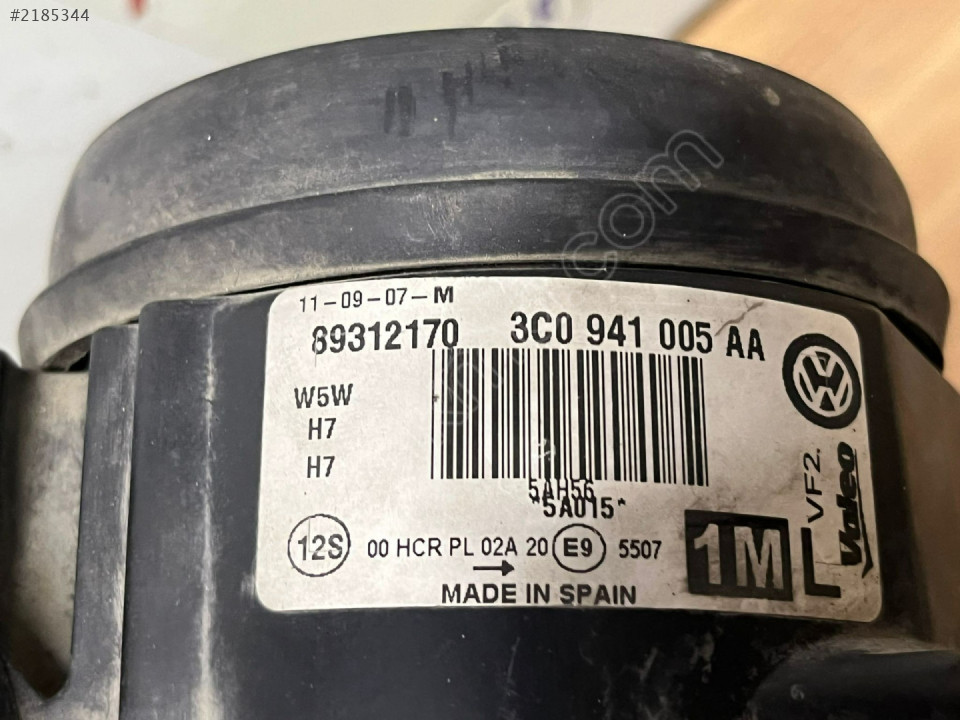 #2185344
11-09-07-M
89312170 3C0 941 005 AA
W5W
H7
H7
5AH56
*5A015*
VF2
Valeo
12S 00 HCR PL 02A 20 E9 5507
1M L
MADE IN SPAIN
.com